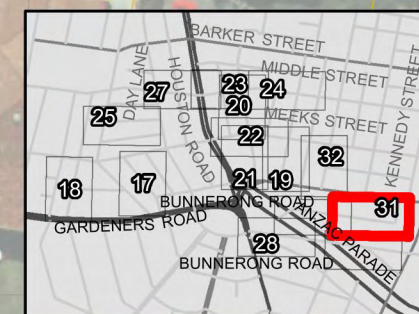 BARKER STREET
MIDDLE STREET
DAY LANE
HOUSTON ROAD
KENNEDY STREET
23
24
27
20
25
MEEKS STREET
22
32
18
17
21
19
BUNNERONG ROAD
31
GARDENERS ROAD
ANZAC PARADE
28
BUNNERONG ROAD